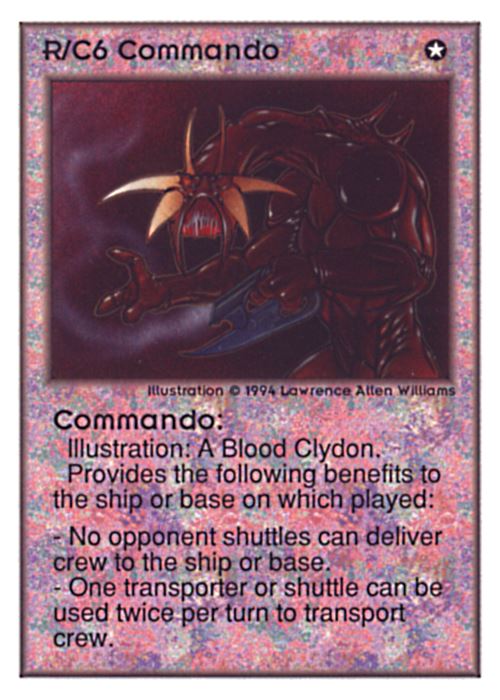 R/C6 Commando
Illustration © 1994 Lawrence Allen Williams
Commando:
Illustration: A Blood Clydon.
Provides the following benefits to
the ship or base on which played:
- No opponent shuttles can deliver
crew to the ship or base.
- One transporter or shuttle can be
used twice per turn to transport
crew.